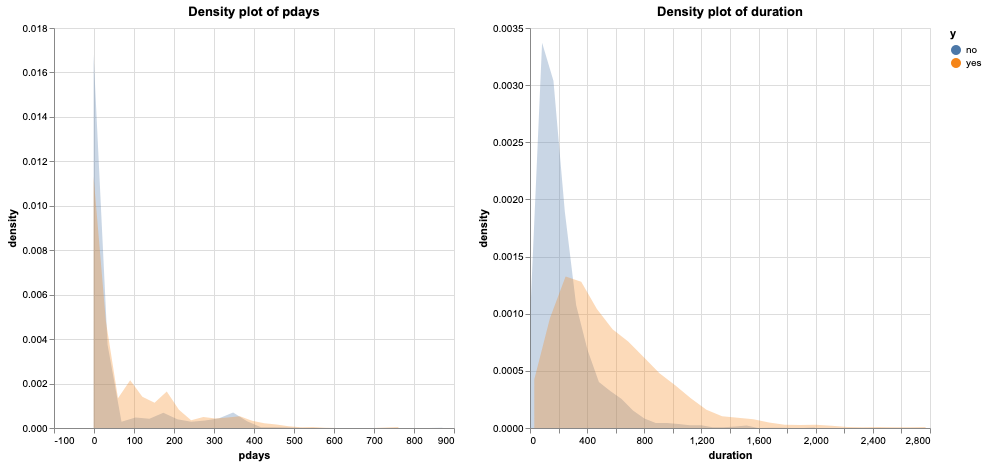 Density plot of pdays
0.018
0.016
0.014
0.012
0.010
0.008
0.006
0.004
0.002
0.000
density
-100 0 100 200 300 400 500 600 700 800 900
pdays
Density plot of duration
0.0035
0.0030
0.0025
0.0020
0.0015
0.0010
0.0005
0.0000
density
0 400 800 1,200 1,600 2,000 2,400 2,800
duration
y
no
yes